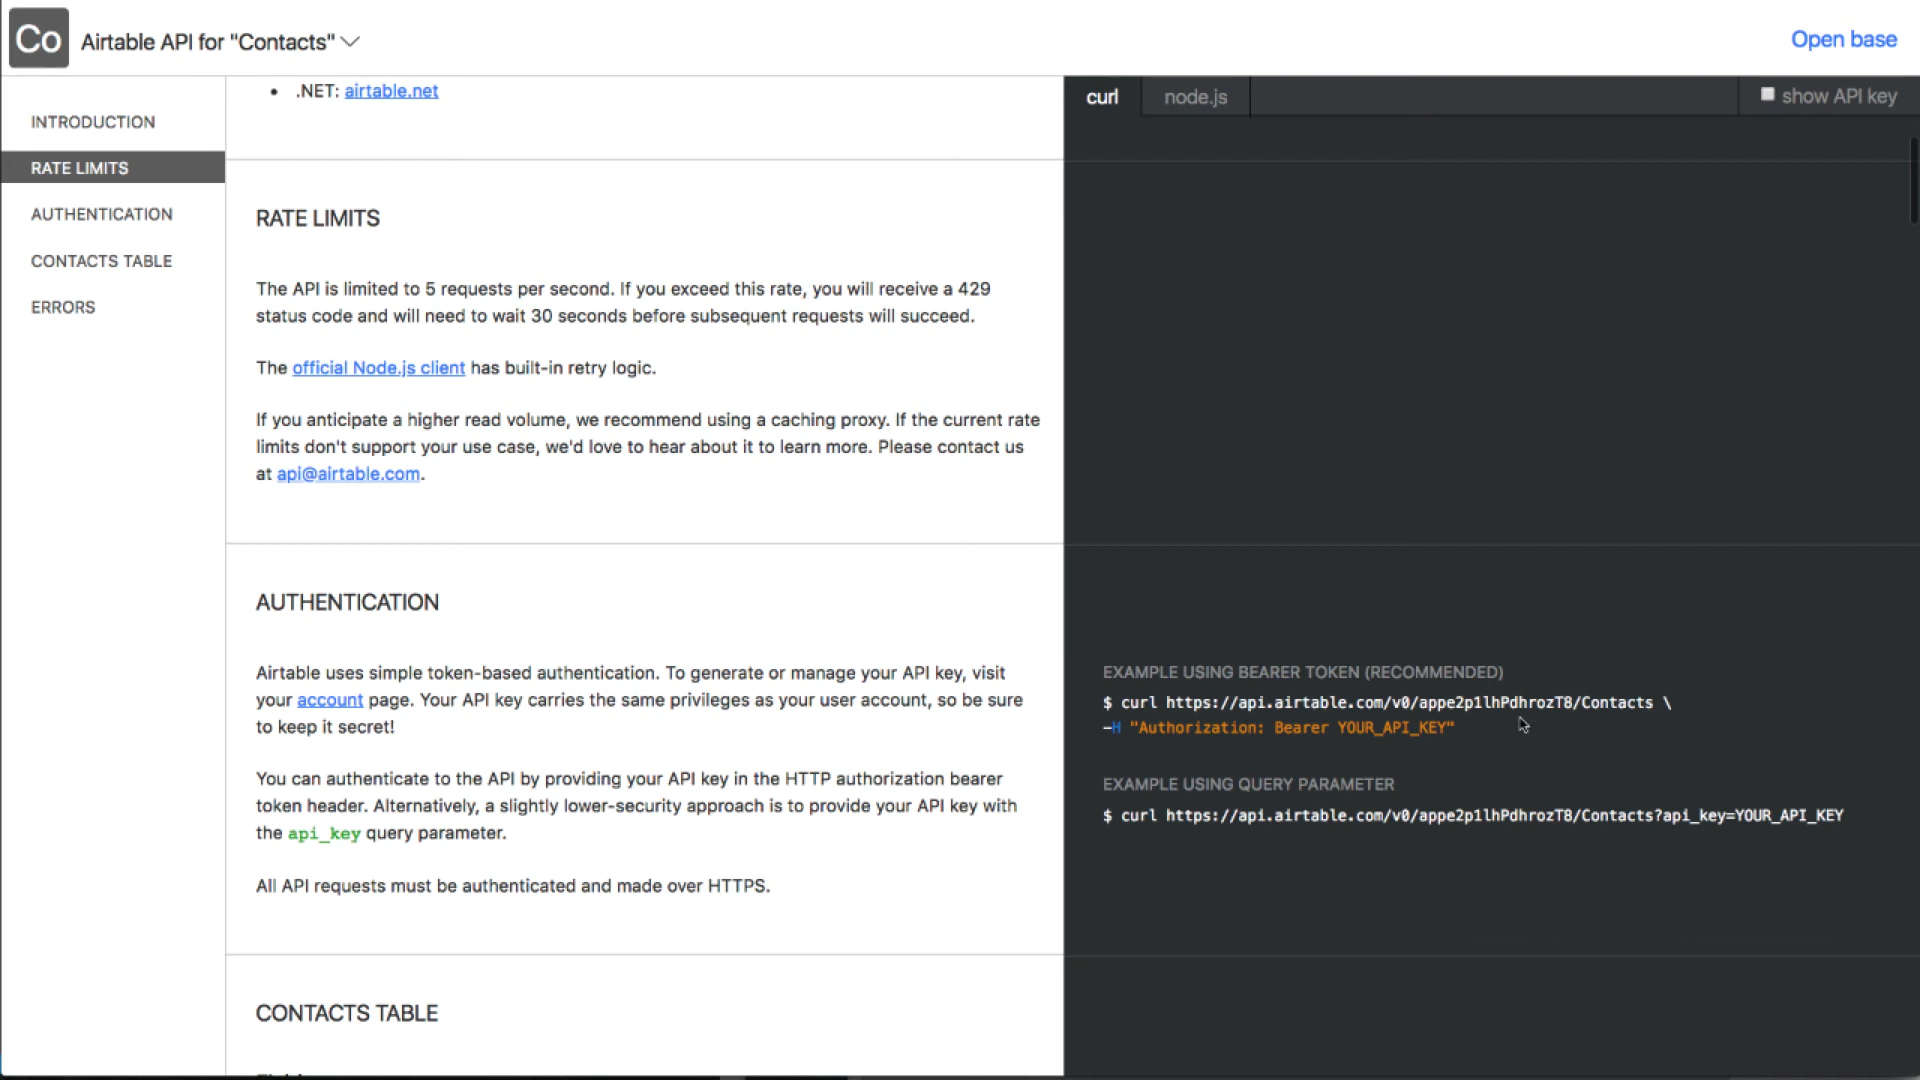 Co
Airtable API for "Contacts"
Open base
INTRODUCTION
RATE LIMITS
AUTHENTICATION
CONTACTS TABLE
ERRORS
• .NET: airtable.net
RATE LIMITS
The API is limited to 5 requests per second. If you exceed this rate, you will receive a 429
status code and will need to wait 30 seconds before subsequent requests will succeed.
The official Node.js client has built-in retry logic.
If you anticipate a higher read volume, we recommend using a caching proxy. If the current rate
limits don't support your use case, we'd love to hear about it to learn more. Please contact us
at api@airtable.com.
AUTHENTICATION
Airtable uses simple token-based authentication. To generate or manage your API key, visit
your account page. Your API key carries the same privileges as your user account, so be sure
to keep it secret!
You can authenticate to the API by providing your API key in the HTTP authorization bearer
token header. Alternatively, a slightly lower-security approach is to provide your API key with
the api_key query parameter.
All API requests must be authenticated and made over HTTPS.
CONTACTS TABLE
curl
node.js
show API key
EXAMPLE USING BEARER TOKEN (RECOMMENDED)
$ curl https://api.airtable.com/v0/appe2p1lhPdhrozT8/Contacts \
-H "Authorization: Bearer YOUR_API_KEY"
EXAMPLE USING QUERY PARAMETER
$ curl https://api.airtable.com/v0/appe2p1lhPdhrozT8/Contacts?api_key=YOUR_API_KEY